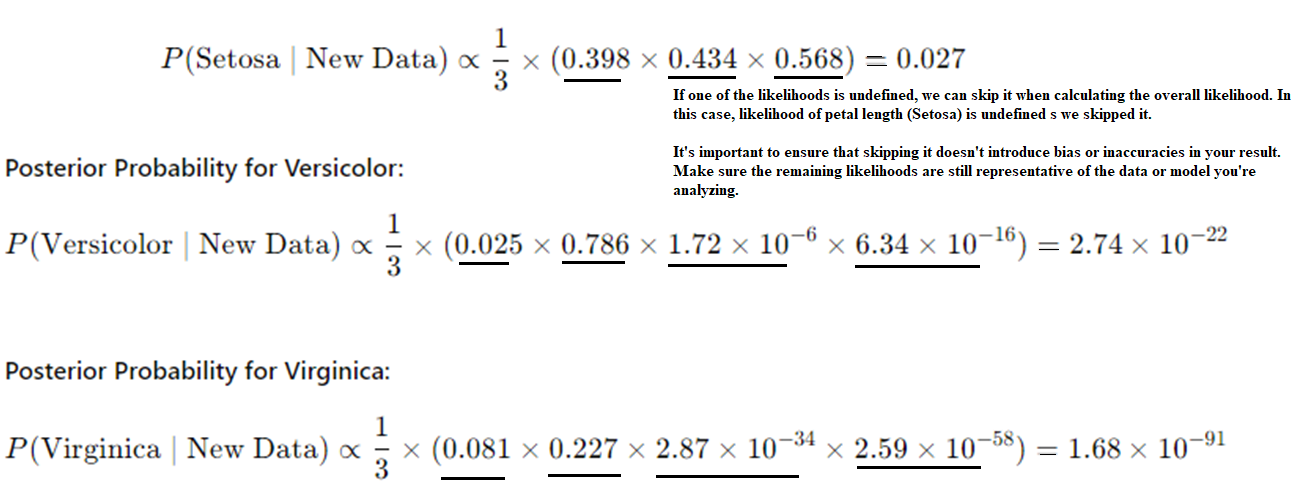 P(Setosa | New Data) ∝ 1/3 × (0.398 × 0.434 × 0.568) = 0.027
If one of the likelihoods is undefined, we can skip it when calculating the overall likelihood. In
this case, likelihood of petal length (Setosa) is undefined s we skipped it.
It's important to ensure that skipping it doesn't introduce bias or inaccuracies in your result.
Make sure the remaining likelihoods are still representative of the data or model you're
analyzing.
Posterior Probability for Versicolor:
P(Versicolor | New Data) ∝ 1/3 × (0.025 × 0.786 × 1.72 × 10⁻⁶ × 6.34 × 10⁻¹⁶) = 2.74 × 10⁻²²
Posterior Probability for Virginica:
P(Virginica | New Data) ∝ 1/3 × (0.081 × 0.227 × 2.87 × 10⁻³⁴ × 2.59 × 10⁻⁵⁸) = 1.68 × 10⁻⁹¹